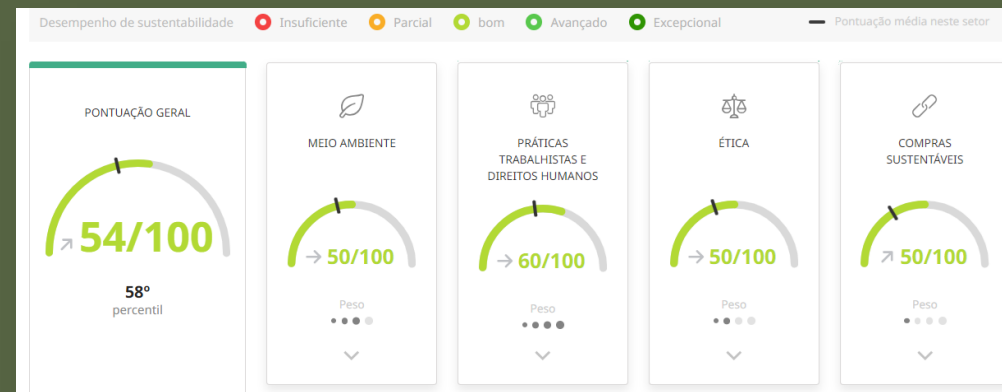 Desempenho de sustentabilidade Insuficiente Parcial bom Avançado Excepcional Pontuação média neste setor
PONTUAÇÃO GERAL
54/100
58º
percentil
MEIO AMBIENTE
50/100
Peso
PRÁTICAS
TRABALHISTAS E
DIREITOS HUMANOS
60/100
Peso
ÉTICA
50/100
Peso
COMPRAS
SUSTENTÁVEIS
50/100
Peso